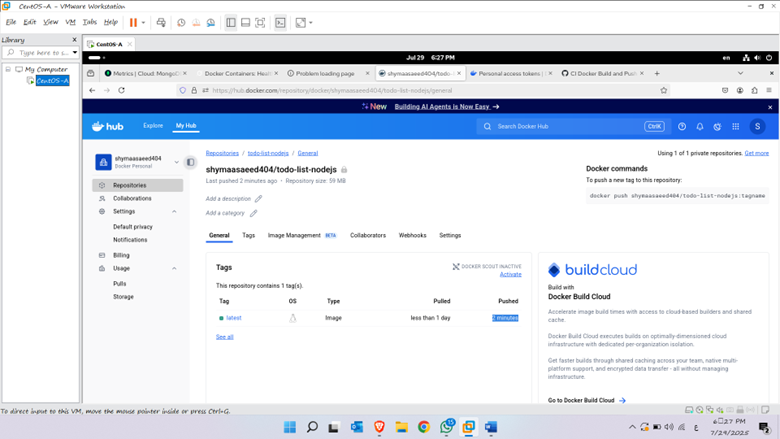 CentOS-A - VMware Workstation
File Edit View VM Tabs Help
Library
Type here to s...
My Computer
CentOS-A
CentOS-A
Jul 29 6:27 PM
en
Metrics | Cloud: MongoD
Docker Containers: Healt
Problem loading page
shymaasaeed404/todo-l
Personal access tokens |
CI Docker Build and Pus
https://hub.docker.com/repository/docker/shymaasaeed404/todo-list-nodejs/general
New Building AI Agents is Now Easy →
hub Explore My Hub
Search Docker Hub Ctrl K
S
shymaasaeed404
Docker Personal
Repositories
Collaborations
Settings
Default privacy
Notifications
Billing
Usage
Pulls
Storage
Repositories / todo-list-nodejs / General
Using 1 of 1 private repositories. Get more
shymaasaeed404/todo-list-nodejs
Last pushed 2 minutes ago • Repository size: 59 MB
Add a description
Add a category
Docker commands
To push a new tag to this repository:
docker push shymaasaeed404/todo-list-nodejs:tagname
General Tags Image Management BETA Collaborators Webhooks Settings
Tags
DOCKER SCOUT INACTIVE
Activate
This repository contains 1 tag(s).
Tag OS Type Pulled Pushed
latest Image less than 1 day 2 minutes
See all
buildcloud
Build with
Docker Build Cloud
Accelerate image build times with access to cloud-based builders and shared
cache.
Docker Build Cloud executes builds on optimally-dimensioned cloud
infrastructure with dedicated per-organization isolation.
Get faster builds through shared caching across your team, native multi-
platform support, and encrypted data transfer - all without managing
infrastructure.
Go to Docker Build Cloud →
To direct input to this VM, move the mouse pointer inside or press Ctrl+G.
15
ع
7/29/2025